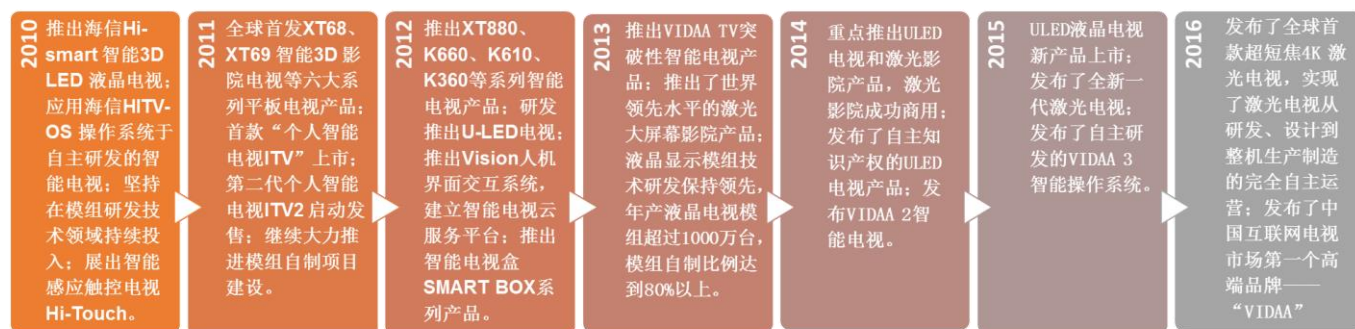 2010
推出海信Hi-
smart 智能3D
LED 液晶电视；
应用海信HITV-
OS 操作系统于
自主研发的智
能电视；坚持
在模组研发技
术领域持续投
入；展出智能
感应触控电视
Hi-Touch。
2011
全球首发XT68、
XT69 智能3D 影
院电视等六大系
列平板电视产品；
首款“个人智能
电视ITV”上市；
第二代个人智能
电视ITV2 启动发
售；继续大力推
进模组自制项目
建设。
2012
推出XT880、
K660、K610、
K360等系列智能
电视产品；研发
推出U-LED电视；
推出Vision人机
界面交互系统，
建立智能电视云
服务平台；推出
智能电视盒
SMART BOX系
列产品。
2013
推出VIDAA TV突
破性智能电视产
品；推出了世界
领先水平的激光
大屏幕影院产品；
液晶显示模组技
术研发保持领先，
年产液晶电视模
组超过1000万台，
模组自制比例达
到80%以上。
2014
重点推出ULED
电视和激光影
院产品，激光
影院成功商用；
发布了自主知
识产权的ULED
电视产品；发
布VIDAA 2智
能电视。
2015
ULED液晶电视
新产品上市；
发布了全新一
代激光电视；
发布了自主研
发的VIDAA 3
智能操作系统。
2016
发布了全球首
款超短焦4K 激
光电视，实现
了激光电视从
研发、设计到
整机生产制造
的完全自主运
营；发布了中
国互联网电视
市场第一个高
端品牌——
“VIDAA”